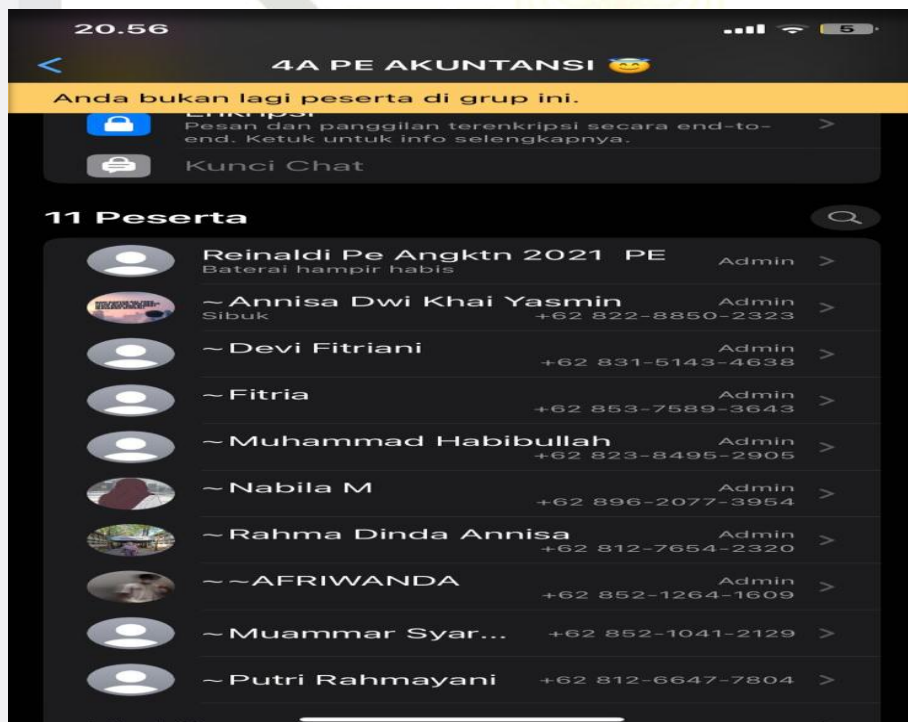 20.56
5
4A PE AKUNTANSI 😇
Anda bukan lagi peserta di grup ini.
Enkripsi
Pesan dan panggilan terenkripsi secara end-to-
end. Ketuk untuk info selengkapnya.
Kunci Chat
11 Peserta
Reinaldi Pe Angktn 2021 PE Admin
Baterai hampir habis
~Annisa Dwi Khai Yasmin Admin
Sibuk +62 822-8850-2323
~Devi Fitriani Admin
+62 831-5143-4638
~Fitria Admin
+62 853-7589-3643
~Muhammad Habibullah Admin
+62 823-8495-2905
~Nabila M Admin
+62 896-2077-3954
~Rahma Dinda Annisa Admin
+62 812-7654-2320
~~AFRIWANDA Admin
+62 852-1264-1609
~Muammar Syar... +62 852-1041-2129
~Putri Rahmayani +62 812-6647-7804